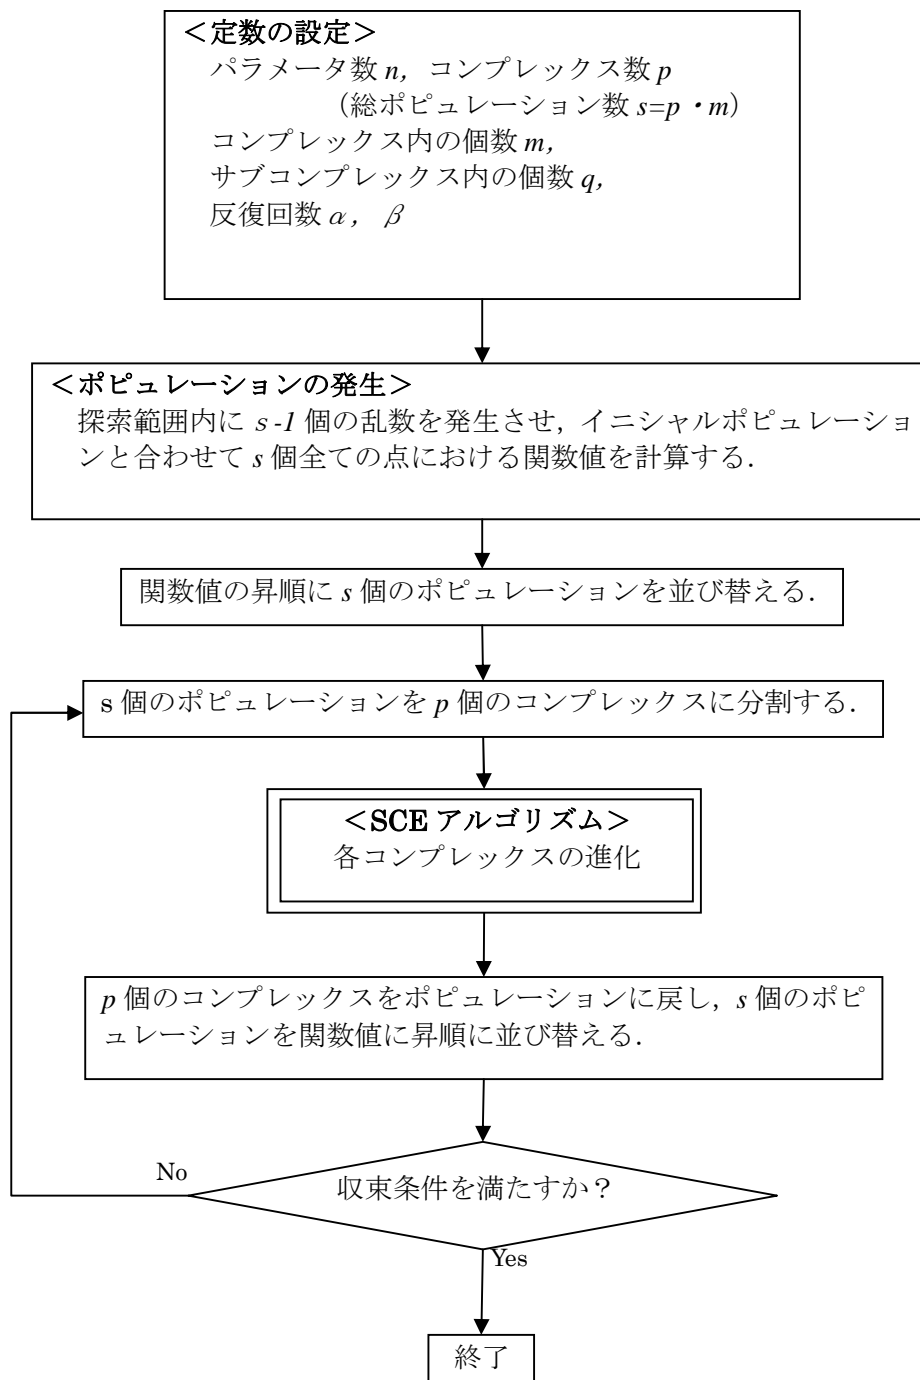 ＜定数の設定＞
パラメータ数 n，コンプレックス数 p
（総ポピュレーション数 s=p・m）
コンプレックス内の個数 m,
サブコンプレックス内の個数 q,
反復回数 α， β
＜ポピュレーションの発生＞
探索範囲内に s -1 個の乱数を発生させ，イニシャルポピュレーショ
ンと合わせて s 個全ての点における関数値を計算する．
関数値の昇順に s 個のポピュレーションを並び替える．
s 個のポピュレーションを p 個のコンプレックスに分割する．
＜SCE アルゴリズム＞
各コンプレックスの進化
p 個のコンプレックスをポピュレーションに戻し，s 個のポピ
ュレーションを関数値に昇順に並び替える．
No
収束条件を満たすか？
Yes
終了